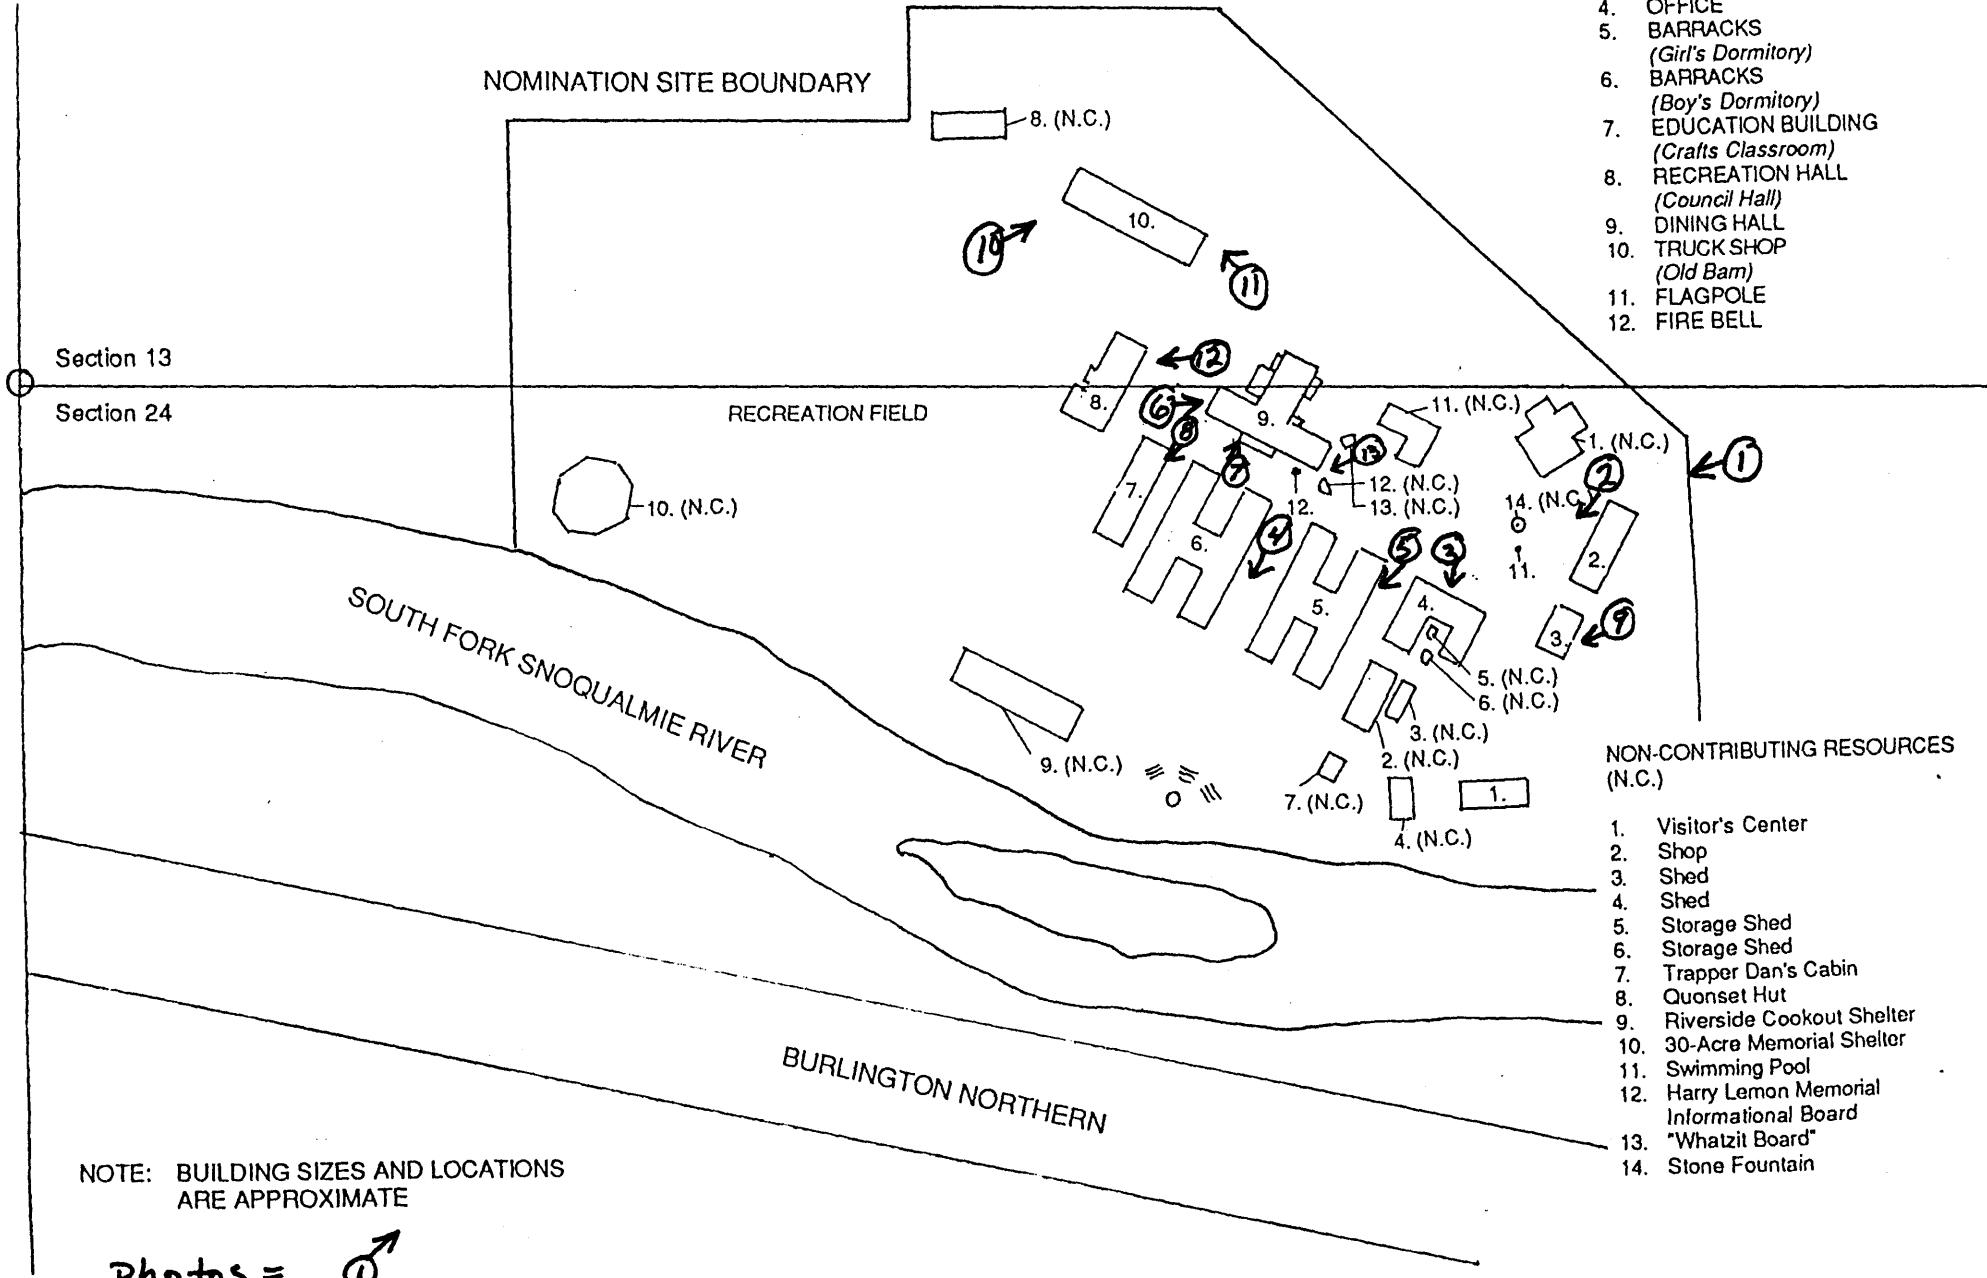 4. OFFICE
5. BARRACKS
(Girl's Dormitory)
6. BARRACKS
(Boy's Dormitory)
7. EDUCATION BUILDING
(Crafts Classroom)
8. RECREATION HALL
(Council Hall)
9. DINING HALL
10. TRUCK SHOP
(Old Barn)
11. FLAGPOLE
12. FIRE BELL
NOMINATION SITE BOUNDARY
8. (N.C.)
10.
10
11
Section 13
Section 24
RECREATION FIELD
12
8.
6
8
9.
7
13
11. (N.C.)
1. (N.C.)
1
2
12. (N.C.)
13. (N.C.)
12.
14. (N.C.
10. (N.C.)
7.
6.
4
5
3
11.
2.
5.
4.
3.
9
5. (N.C.)
6. (N.C.)
3. (N.C.)
2. (N.C.)
9. (N.C.)
7. (N.C.)
4. (N.C.)
1.
SOUTH FORK SNOQUALMIE RIVER
BURLINGTON NORTHERN
NON-CONTRIBUTING RESOURCES
(N.C.)
1. Visitor's Center
2. Shop
3. Shed
4. Shed
5. Storage Shed
6. Storage Shed
7. Trapper Dan's Cabin
8. Quonset Hut
9. Riverside Cookout Shelter
10. 30-Acre Memorial Shelter
11. Swimming Pool
12. Harry Lemon Memorial
Informational Board
13. "Whatzit Board"
14. Stone Fountain
NOTE: BUILDING SIZES AND LOCATIONS
ARE APPROXIMATE
Photos = 1